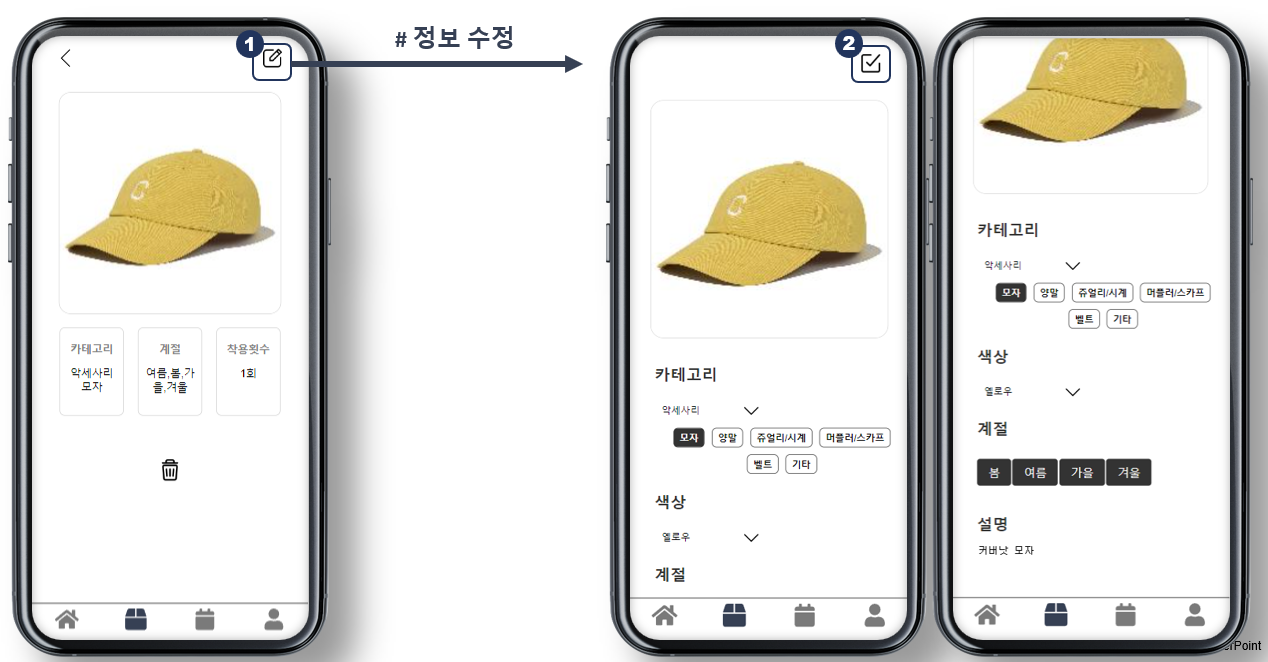 1
# 정보 수정
2
C
카테고리
악세사리
모자
계절
여름,봄,가
을,겨울
착용횟수
1회
C
카테고리
악세사리
모자
양말
쥬얼리/시계
머플러/스카프
벨트
기타
색상
옐로우
계절
C
카테고리
악세사리
모자
양말
쥬얼리/시계
머플러/스카프
벨트
기타
색상
옐로우
계절
봄
여름
가을
겨울
설명
커버낫 모자
erPoint